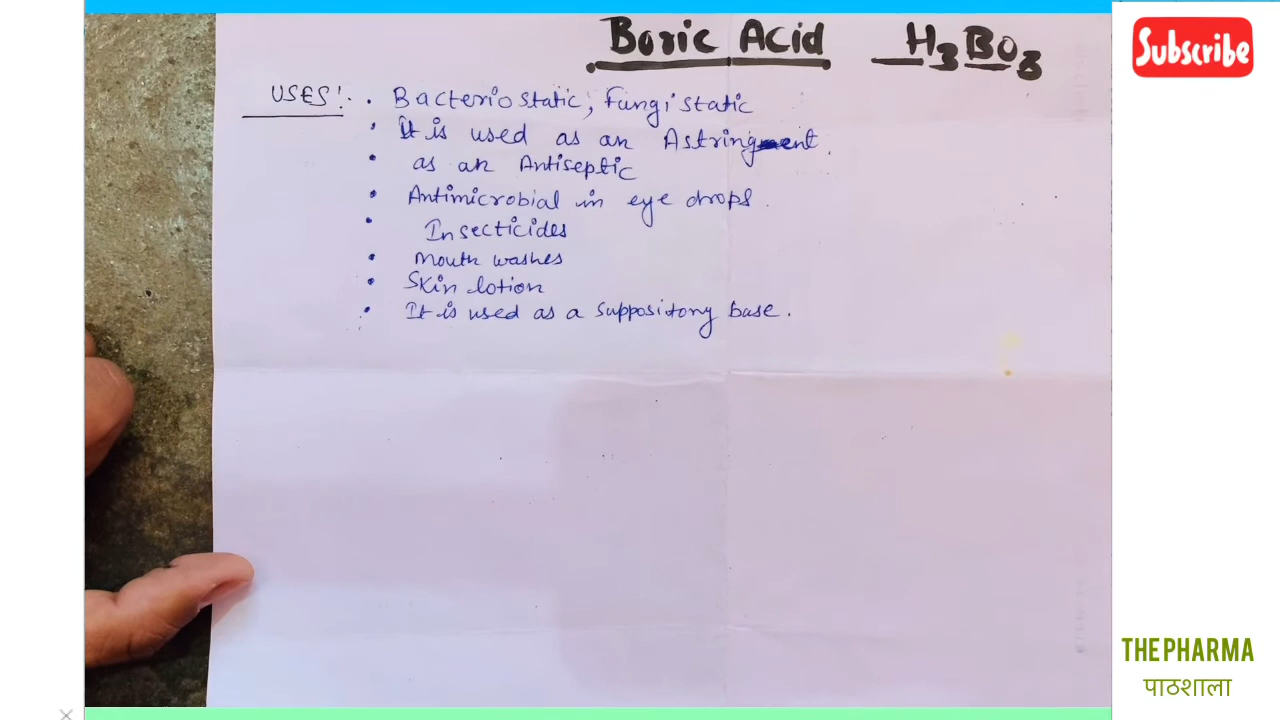 Boric Acid H3BO3
Subscribe
USES!. . Bacteriostatic, Fungistatic
. It is used as an Astringent.
. as an Antiseptic
. Antimicrobial in eye drops.
. Insecticides
. Mouth washes
. Skin lotion
. It is used as a suppository base.
THE PHARMA
पाठशाला